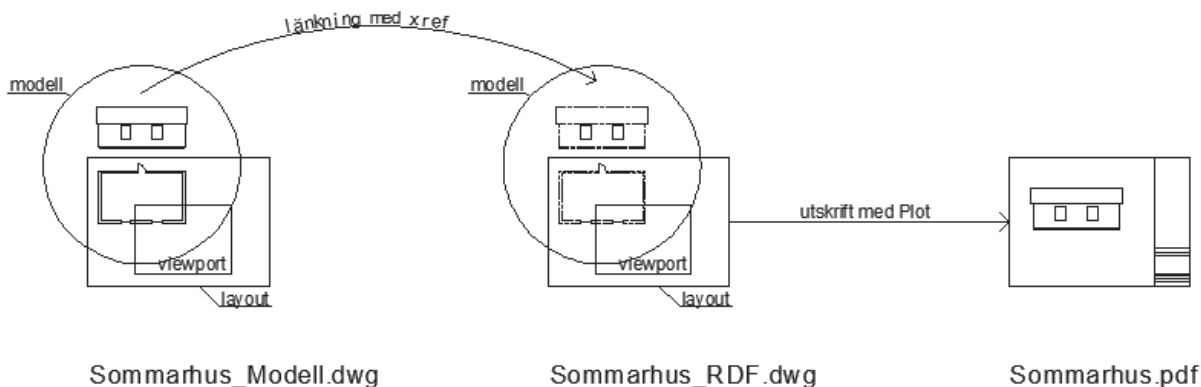 länkning med xref
modell
modell
utskrift med Plot
viewport
viewport
layout
layout
Sommarhus_Modell.dwg
Sommarhus_RDF.dwg
Sommarhus.pdf